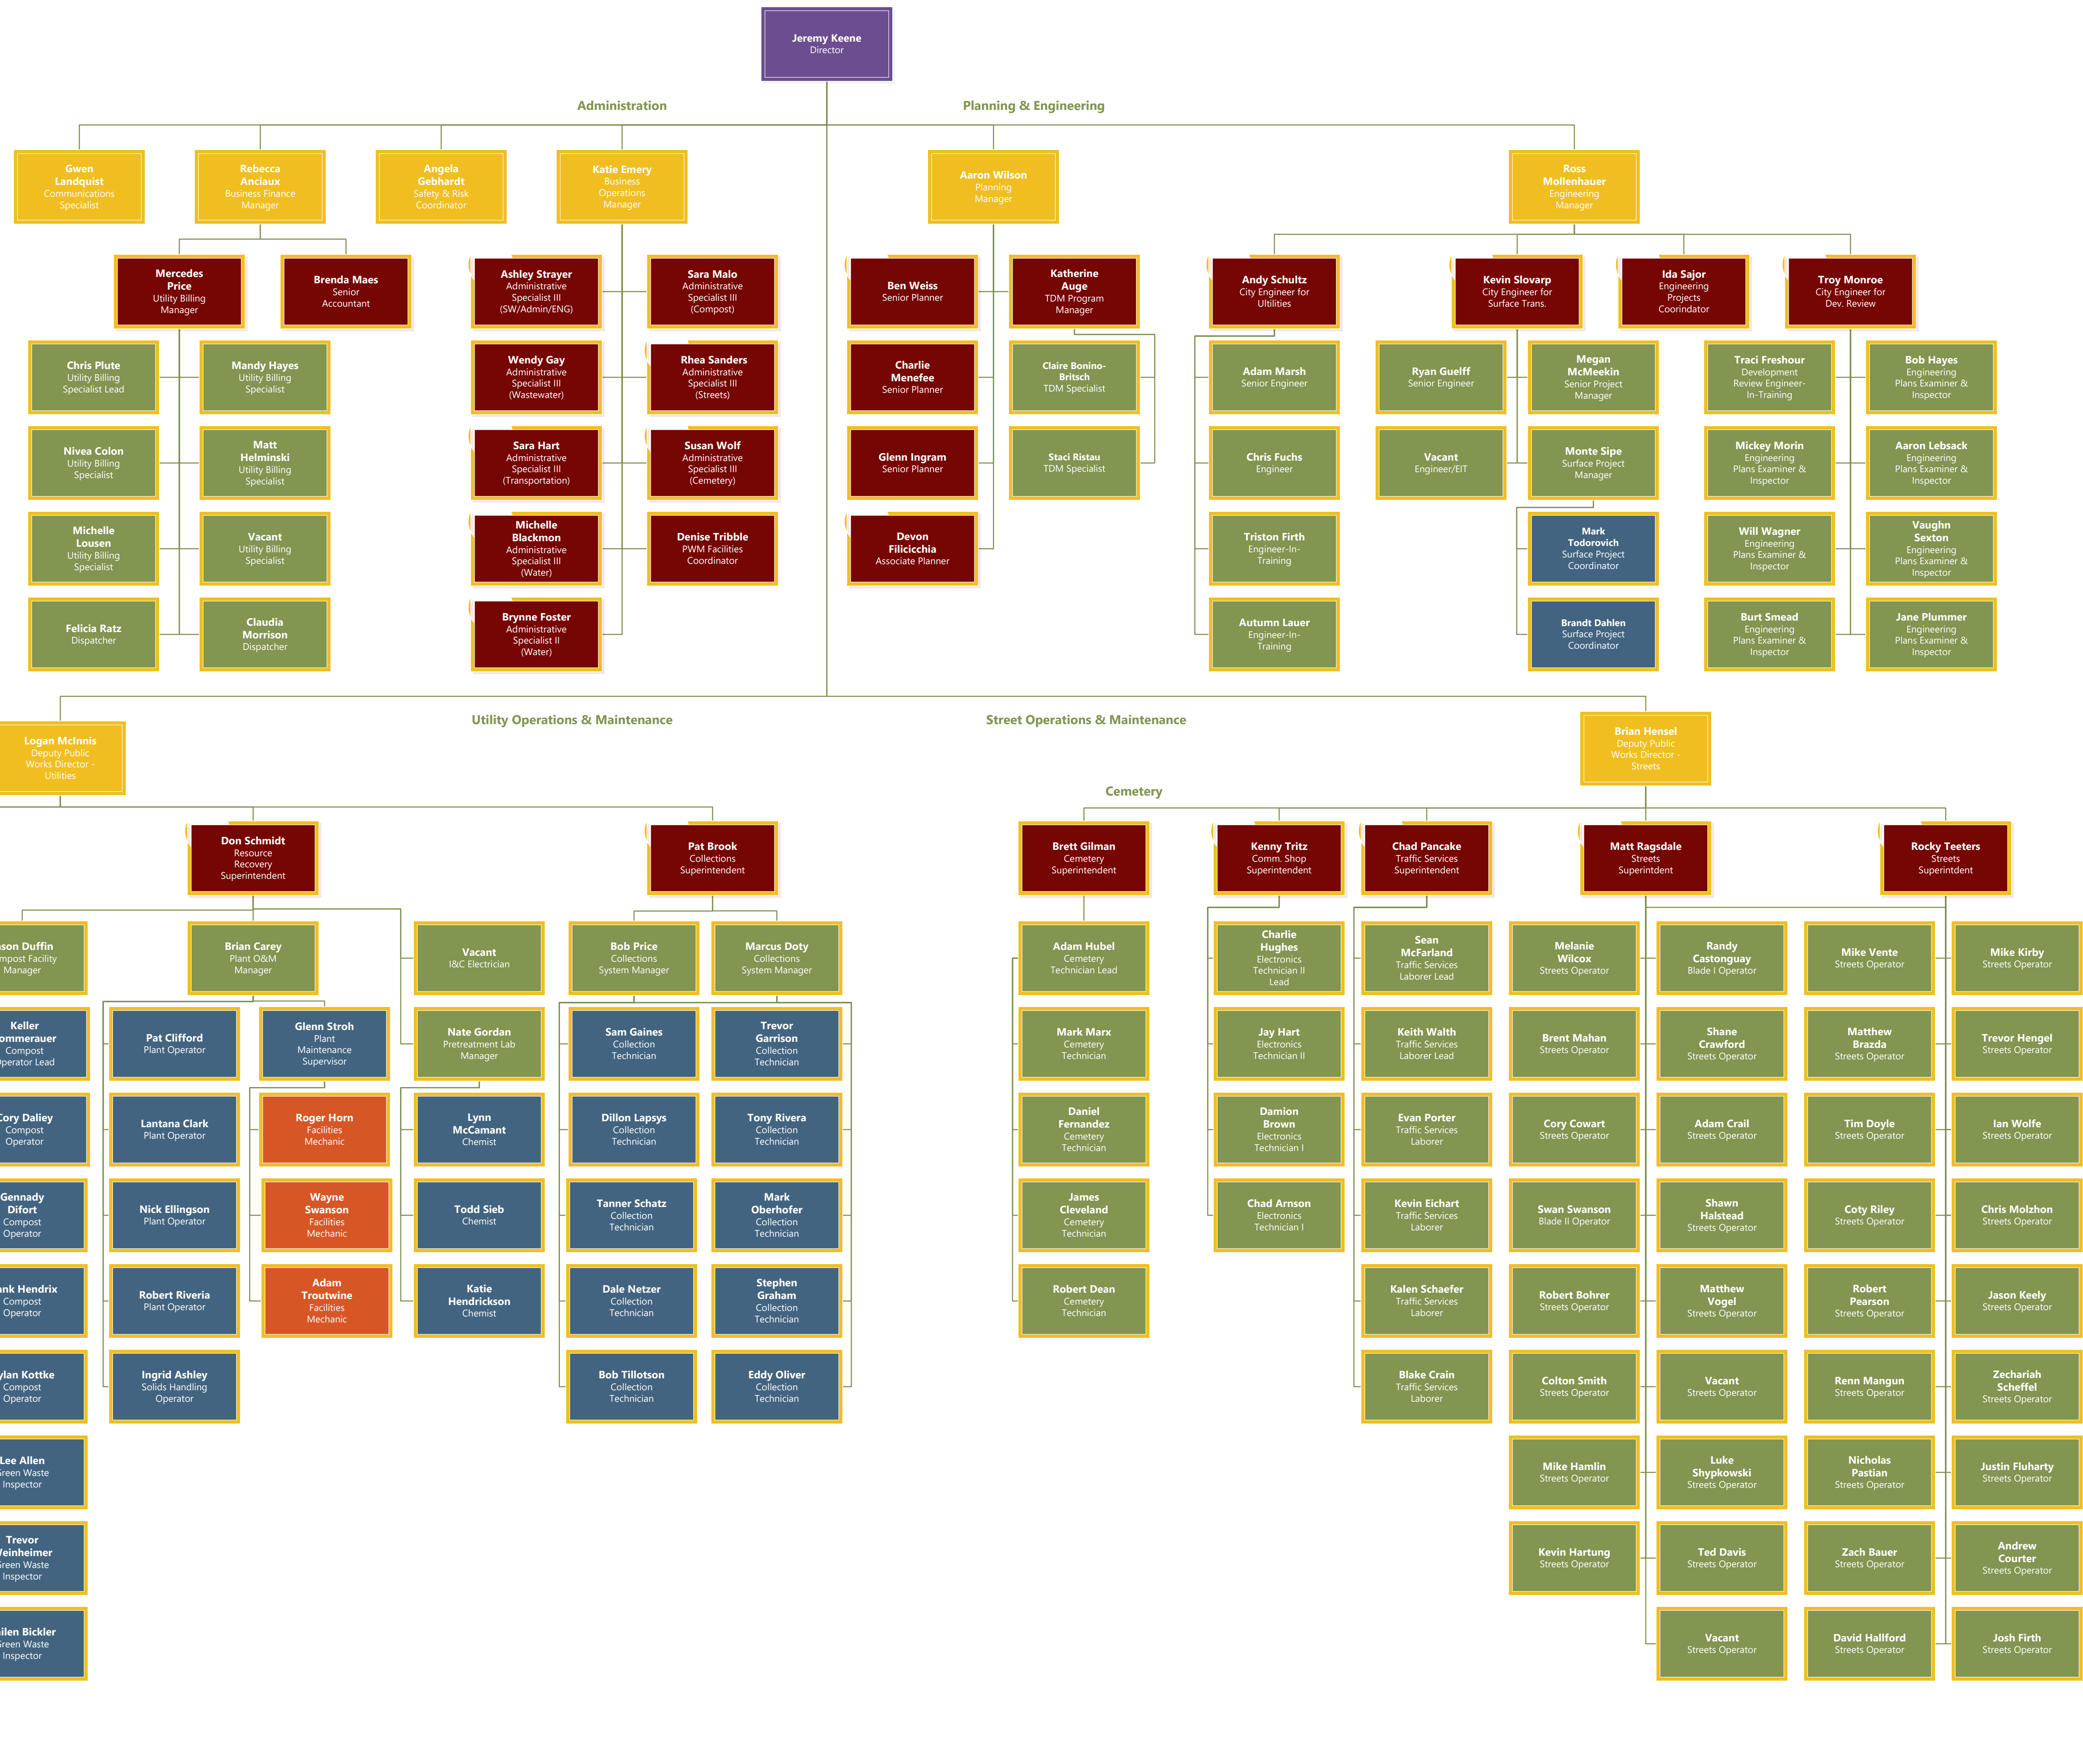 Jeremy Keene
Director
Administration
Planning & Engineering
Gwen
Landquist
Communications
Specialist
Rebecca
Anciaux
Business Finance
Manager
Angela
Gebhardt
Safety & Risk
Coordinator
Katie Emery
Business
Operations
Manager
Aaron Wilson
Planning
Manager
Ross
Mollenhauer
Engineering
Manager
Mercedes
Price
Utility Billing
Manager
Brenda Maes
Senior
Accountant
Ashley Strayer
Administrative
Specialist III
(SW/Admin/ENG)
Sara Malo
Administrative
Specialist III
(Compost)
Ben Weiss
Senior Planner
Katherine
Auge
TDM Program
Manager
Andy Schultz
City Engineer for
Ultilities
Kevin Slovarp
City Engineer for
Surface Trans.
Ida Sajor
Engineering
Projects
Coorindator
Troy Monroe
City Engineer for
Dev. Review
Chris Plute
Utility Billing
Specialist Lead
Mandy Hayes
Utility Billing
Specialist
Wendy Gay
Administrative
Specialist III
(Wastewater)
Rhea Sanders
Administrative
Specialist III
(Streets)
Charlie
Menefee
Senior Planner
Claire Bonino-
Britsch
TDM Specialist
Adam Marsh
Senior Engineer
Ryan Guelff
Senior Engineer
Megan
McMeekin
Senior Project
Manager
Traci Freshour
Development
Review Engineer-
In-Training
Bob Hayes
Engineering
Plans Examiner &
Inspector
Nivea Colon
Utility Billing
Specialist
Matt
Helminski
Utility Billing
Specialist
Sara Hart
Administrative
Specialist III
(Transportation)
Susan Wolf
Administrative
Specialist III
(Cemetery)
Glenn Ingram
Senior Planner
Staci Ristau
TDM Specialist
Chris Fuchs
Engineer
Vacant
Engineer/EIT
Monte Sipe
Surface Project
Manager
Mickey Morin
Engineering
Plans Examiner &
Inspector
Aaron Lebsack
Engineering
Plans Examiner &
Inspector
Michelle
Lousen
Utility Billing
Specialist
Vacant
Utility Billing
Specialist
Michelle
Blackmon
Administrative
Specialist III
(Water)
Denise Tribble
PWM Facilities
Coordinator
Devon
Filicicchia
Associate Planner
Triston Firth
Engineer-In-
Training
Mark
Todorovich
Surface Project
Coordinator
Will Wagner
Engineering
Plans Examiner &
Inspector
Vaughn
Sexton
Engineering
Plans Examiner &
Inspector
Felicia Ratz
Dispatcher
Claudia
Morrison
Dispatcher
Brynne Foster
Administrative
Specialist II
(Water)
Autumn Lauer
Engineer-In-
Training
Brandt Dahlen
Surface Project
Coordinator
Burt Smead
Engineering
Plans Examiner &
Inspector
Jane Plummer
Engineering
Plans Examiner &
Inspector
Utility Operations & Maintenance
Street Operations & Maintenance
Logan McInnis
Deputy Public
Works Director -
Utilities
Brian Hensel
Deputy Public
Works Director -
Streets
Cemetery
Don Schmidt
Resource
Recovery
Superintendent
Pat Brook
Collections
Superintendent
Brett Gilman
Cemetery
Superintendent
Kenny Tritz
Comm. Shop
Superintendent
Chad Pancake
Traffic Services
Superintendent
Matt Ragsdale
Streets
Superintdent
Rocky Teeters
Streets
Superintdent
Duffin
Facility
Manager
Brian Carey
Plant O&M
Manager
Vacant
I&C Electrician
Bob Price
Collections
System Manager
Marcus Doty
Collections
System Manager
Adam Hubel
Cemetery
Technician Lead
Charlie
Hughes
Electronics
Technician II
Lead
Sean
McFarland
Traffic Services
Laborer Lead
Melanie
Wilcox
Streets Operator
Randy
Castonguay
Blade I Operator
Mike Vente
Streets Operator
Mike Kirby
Streets Operator
Keller
Compost
Lead
Pat Clifford
Plant Operator
Glenn Stroh
Plant
Maintenance
Supervisor
Nate Gordan
Pretreatment Lab
Manager
Sam Gaines
Collection
Technician
Trevor
Garrison
Collection
Technician
Mark Marx
Cemetery
Technician
Jay Hart
Electronics
Technician II
Keith Walth
Traffic Services
Laborer Lead
Brent Mahan
Streets Operator
Shane
Crawford
Streets Operator
Matthew
Brazda
Streets Operator
Trevor Hengel
Streets Operator
Daliey
Compost
Operator
Lantana Clark
Plant Operator
Roger Horn
Facilities
Mechanic
Lynn
McCamant
Chemist
Dillon Lapsys
Collection
Technician
Tony Rivera
Collection
Technician
Daniel
Fernandez
Cemetery
Technician
Damion
Brown
Electronics
Technician I
Evan Porter
Traffic Services
Laborer
Cory Cowart
Streets Operator
Adam Crail
Streets Operator
Tim Doyle
Streets Operator
Ian Wolfe
Streets Operator
Gennady
Difort
Compost
Operator
Nick Ellingson
Plant Operator
Wayne
Swanson
Facilities
Mechanic
Todd Sieb
Chemist
Tanner Schatz
Collection
Technician
Mark
Oberhofer
Collection
Technician
James
Cleveland
Cemetery
Technician
Chad Arnson
Electronics
Technician I
Kevin Eichart
Traffic Services
Laborer
Swan Swanson
Blade II Operator
Shawn
Halstead
Streets Operator
Coty Riley
Streets Operator
Chris Molzhon
Streets Operator
Hendrix
Compost
Operator
Robert Riveria
Plant Operator
Adam
Troutwine
Facilities
Mechanic
Katie
Hendrickson
Chemist
Dale Netzer
Collection
Technician
Stephen
Graham
Collection
Technician
Robert Dean
Cemetery
Technician
Kalen Schaefer
Traffic Services
Laborer
Robert Bohrer
Streets Operator
Matthew
Vogel
Streets Operator
Robert
Pearson
Streets Operator
Jason Keely
Streets Operator
Kottke
Compost
Operator
Ingrid Ashley
Solids Handling
Operator
Bob Tillotson
Collection
Technician
Eddy Oliver
Collection
Technician
Blake Crain
Traffic Services
Laborer
Colton Smith
Streets Operator
Vacant
Streets Operator
Renn Mangun
Streets Operator
Zechariah
Scheffel
Streets Operator
Lee Allen
Waste
Inspector
Mike Hamlin
Streets Operator
Luke
Shypkowski
Streets Operator
Nicholas
Pastian
Streets Operator
Justin Fluharty
Streets Operator
Trevor
Waste
Inspector
Kevin Hartung
Streets Operator
Ted Davis
Streets Operator
Zach Bauer
Streets Operator
Andrew
Courter
Streets Operator
Bickler
Waste
Inspector
Vacant
Streets Operator
David Hallford
Streets Operator
Josh Firth
Streets Operator